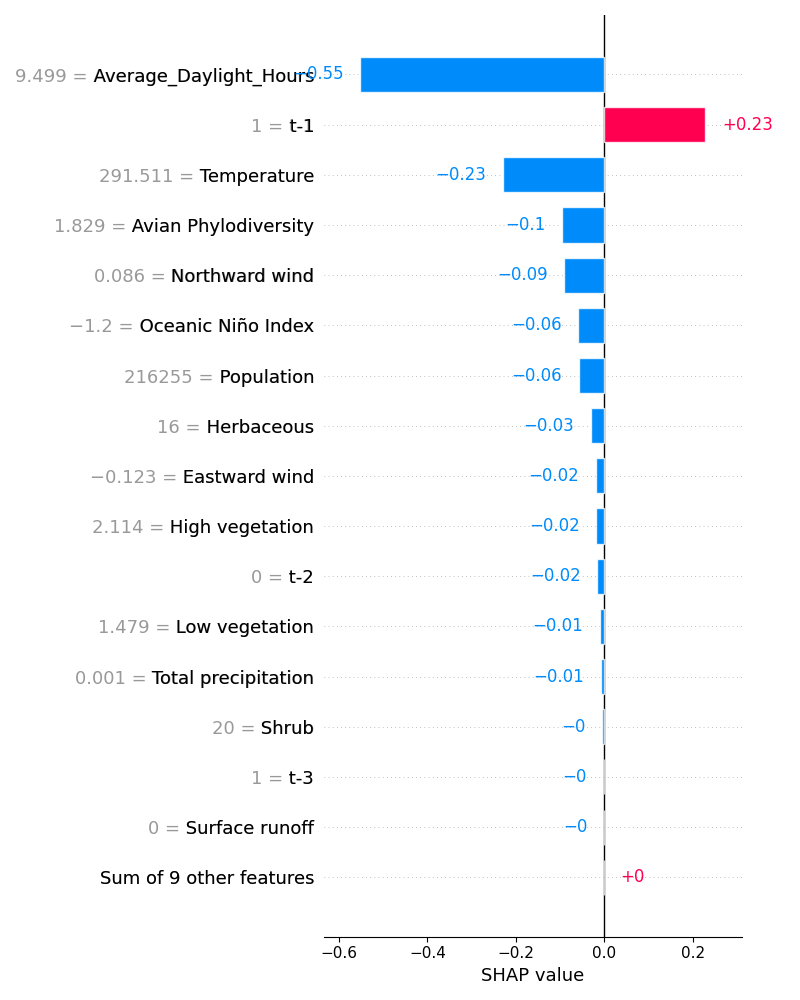 9.499 = Average_Daylight_Hours −0.55
1 = t-1 +0.23
291.511 = Temperature −0.23
1.829 = Avian Phylodiversity −0.1
0.086 = Northward wind −0.09
−1.2 = Oceanic Niño Index −0.06
216255 = Population −0.06
16 = Herbaceous −0.03
−0.123 = Eastward wind −0.02
2.114 = High vegetation −0.02
0 = t-2 −0.02
1.479 = Low vegetation −0.01
0.001 = Total precipitation −0.01
20 = Shrub −0
1 = t-3 −0
0 = Surface runoff −0
Sum of 9 other features +0
−0.6 −0.4 −0.2 0.0 0.2
SHAP value